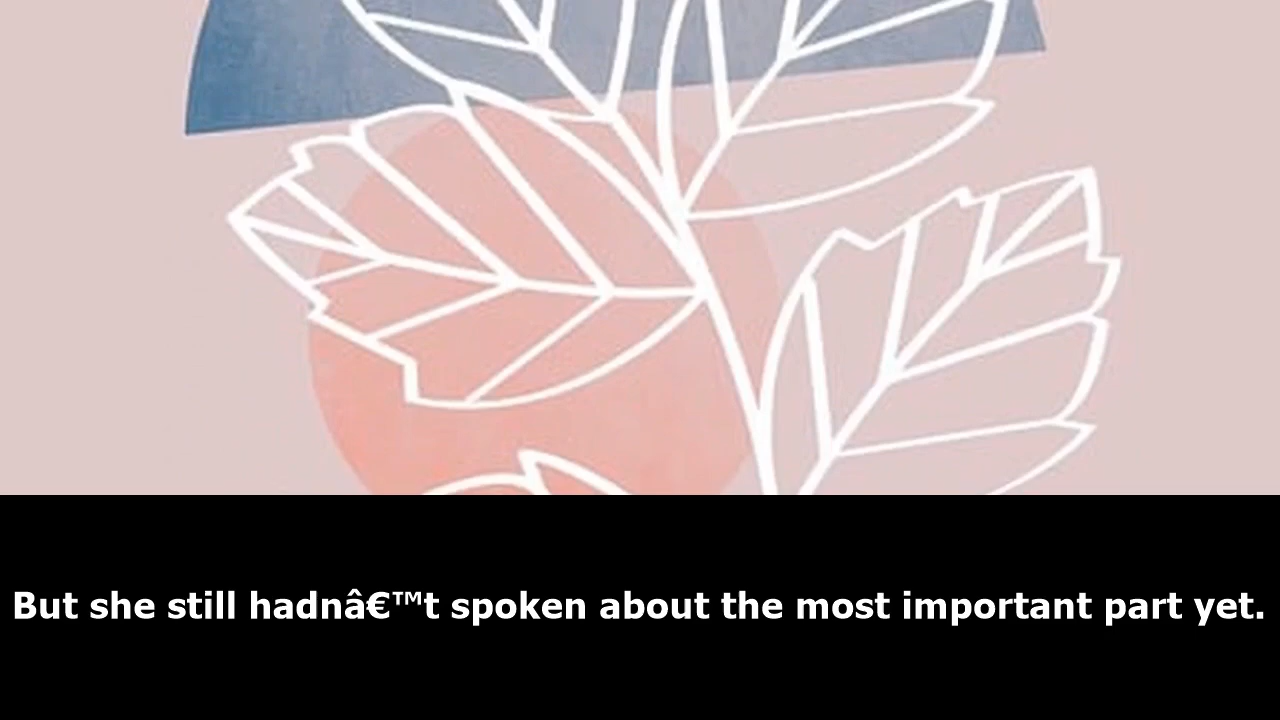 But she still hadnâ€™t spoken about the most important part yet.